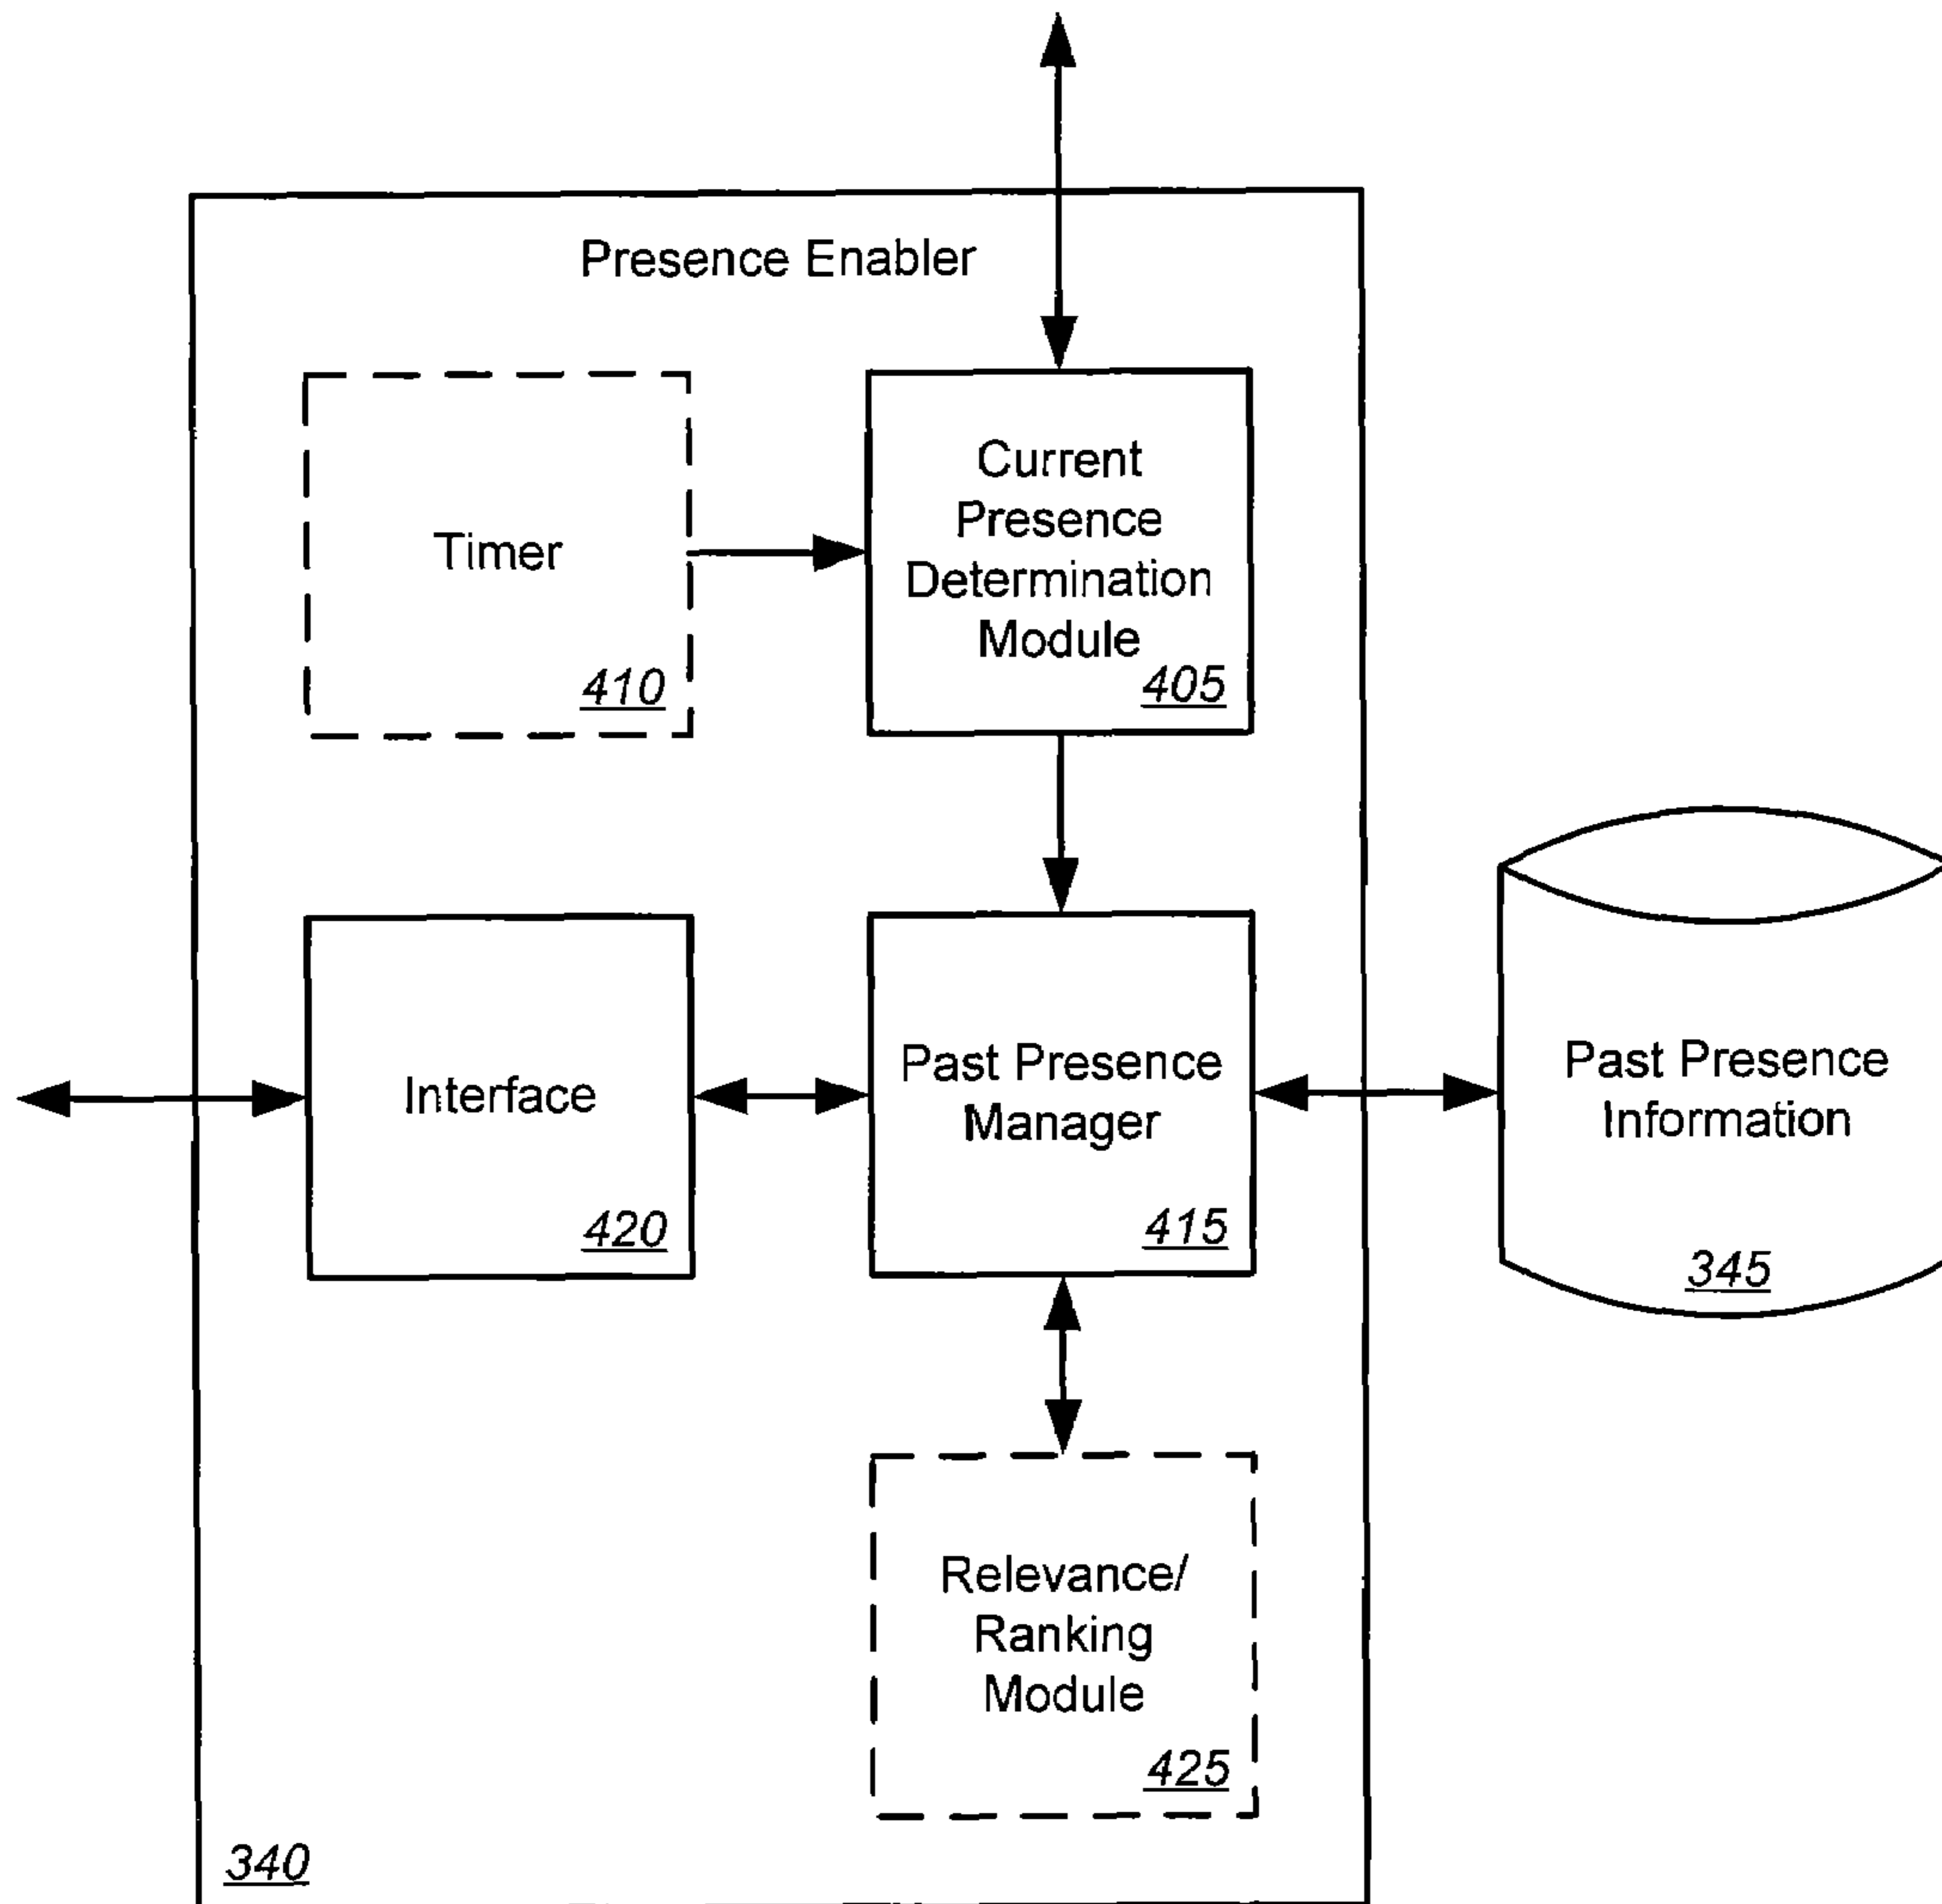 Presence Enabler
Timer
410
Current
Presence
Determination
Module
405
Interface
420
Past Presence
Manager
415
Past Presence
Information
345
Relevance/
Ranking
Module
425
340